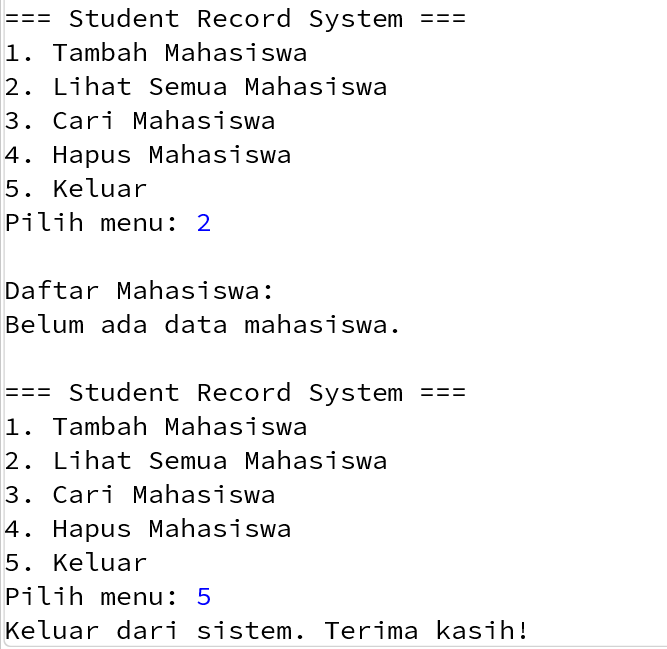 === Student Record System ===
1. Tambah Mahasiswa
2. Lihat Semua Mahasiswa
3. Cari Mahasiswa
4. Hapus Mahasiswa
5. Keluar
Pilih menu: 2
Daftar Mahasiswa:
Belum ada data mahasiswa.
=== Student Record System ===
1. Tambah Mahasiswa
2. Lihat Semua Mahasiswa
3. Cari Mahasiswa
4. Hapus Mahasiswa
5. Keluar
Pilih menu: 5
Keluar dari sistem. Terima kasih!